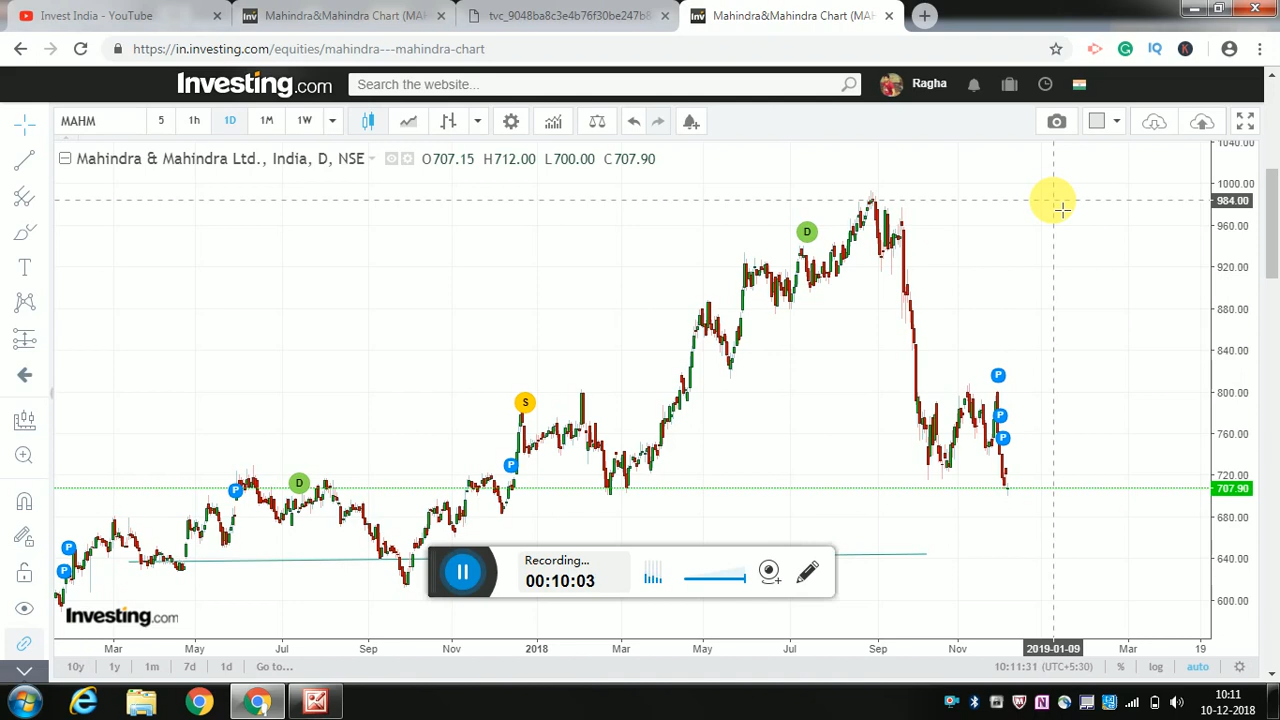 Invest India - YouTube
Mahindra&Mahindra Chart (MA
Mahindra&Mahindra Chart (MA
https://in.investing.com/equities/mahindra---mahindra-chart
Investing.com
Search the website...
Ragha
MAHM
5
1h
1D
1M
1W
Mahindra & Mahindra Ltd., India, D, NSE
O707.15 H712.00 L700.00 C707.90
1040.00
1000.00
984.00
960.00
920.00
880.00
840.00
800.00
760.00
720.00
707.90
680.00
640.00
600.00
D
P
S
P
P
P
D
P
P
P
P
Recording...
00:10:03
Investing.com
Mar
May
Jul
Sep
Nov
2018
Mar
May
Jul
Sep
Nov
2019-01-09
Mar
19
10y
1y
1m
7d
1d
Go to...
10:11:31 (UTC+5:30)
%
log
auto
10:11
10-12-2018